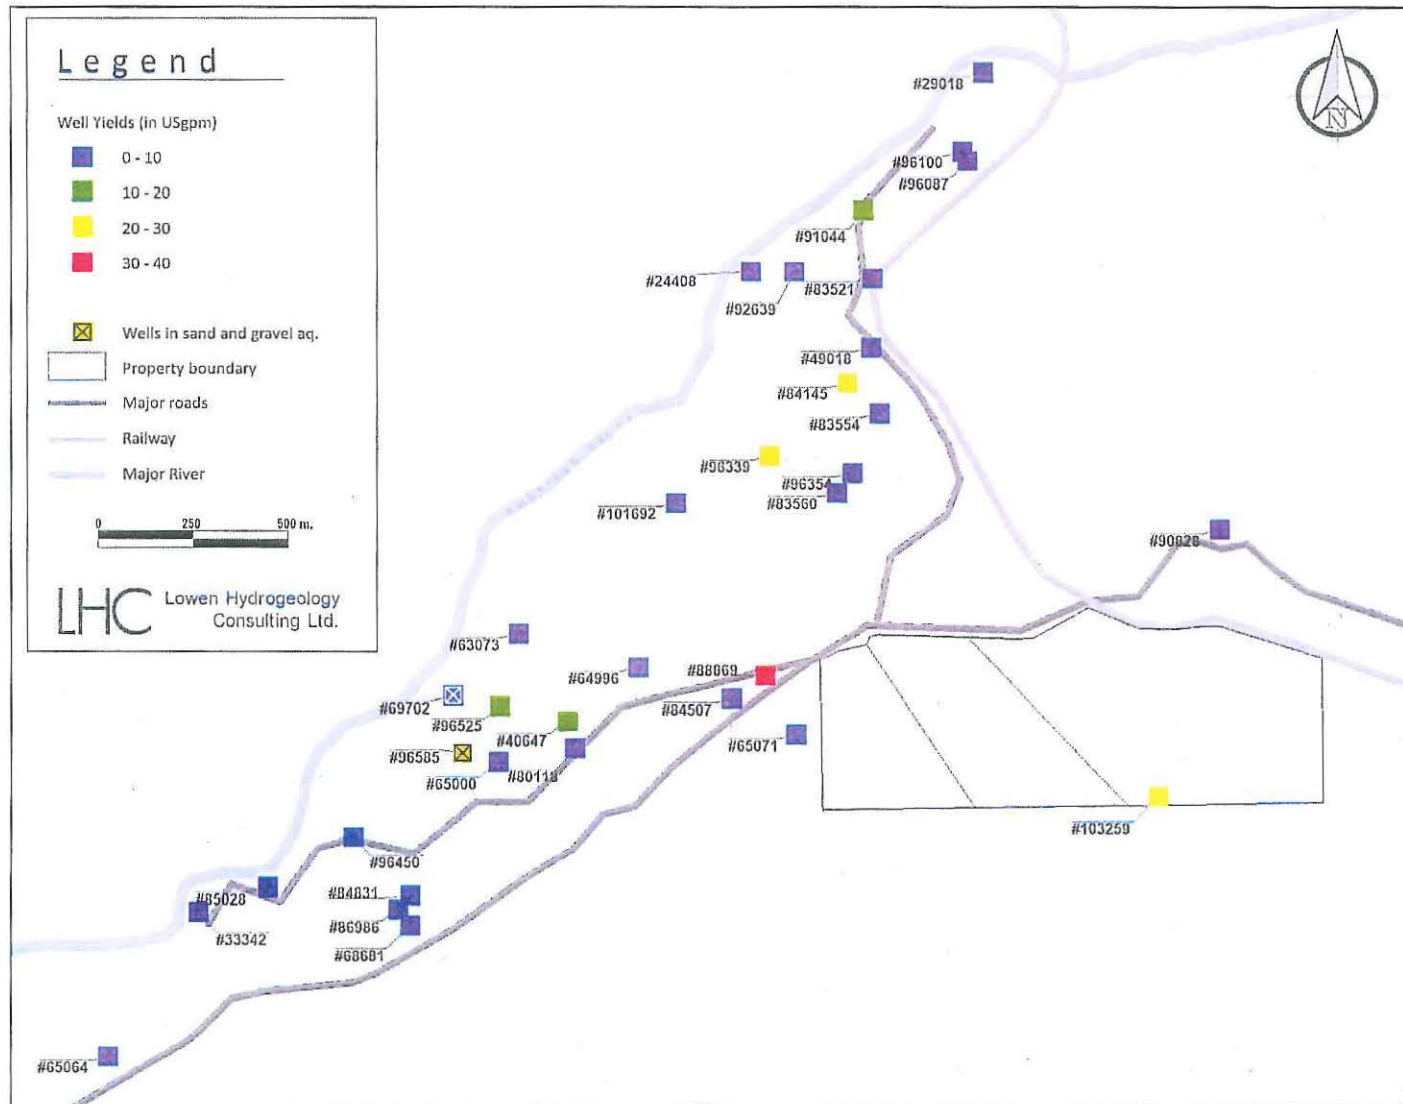 Legend
Well Yields (in USgpm)
0 - 10
10 - 20
20 - 30
30 - 40
Wells in sand and gravel aq.
Property boundary
Major roads
Railway
Major River
0 250 500 m.
LHC Lowen Hydrogeology
Consulting Ltd.
N
#29018
#96100
#96087
#91044
#24408
#92639
#83521
#49018
#84145
#83554
#96339
#96354
#83560
#101692
#90828
#63073
#64996
#88869
#69702
#96525
#84507
#40647
#65071
#96585
#65000
#80118
#103259
#96450
#85028
#84831
#86986
#33342
#68681
#65064